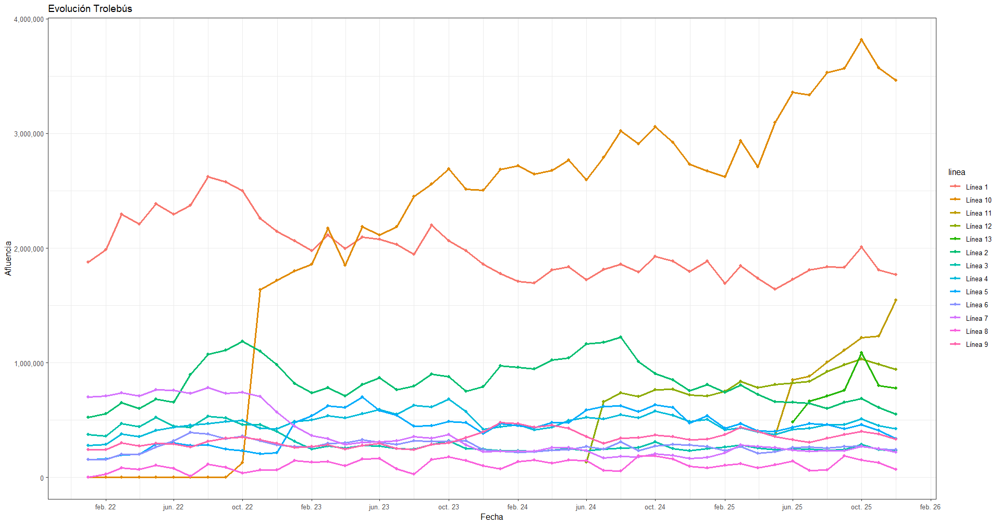 Evolución Trolebús
4,000,000
3,000,000
2,000,000
1,000,000
0
Afluencia
feb. 22
jun. 22
oct. 22
feb. 23
jun. 23
oct. 23
feb. 24
jun. 24
oct. 24
feb. 25
jun. 25
oct. 25
feb. 26
Fecha
linea
Línea 1
Línea 10
Línea 11
Línea 12
Línea 13
Línea 2
Línea 3
Línea 4
Línea 5
Línea 6
Línea 7
Línea 8
Línea 9